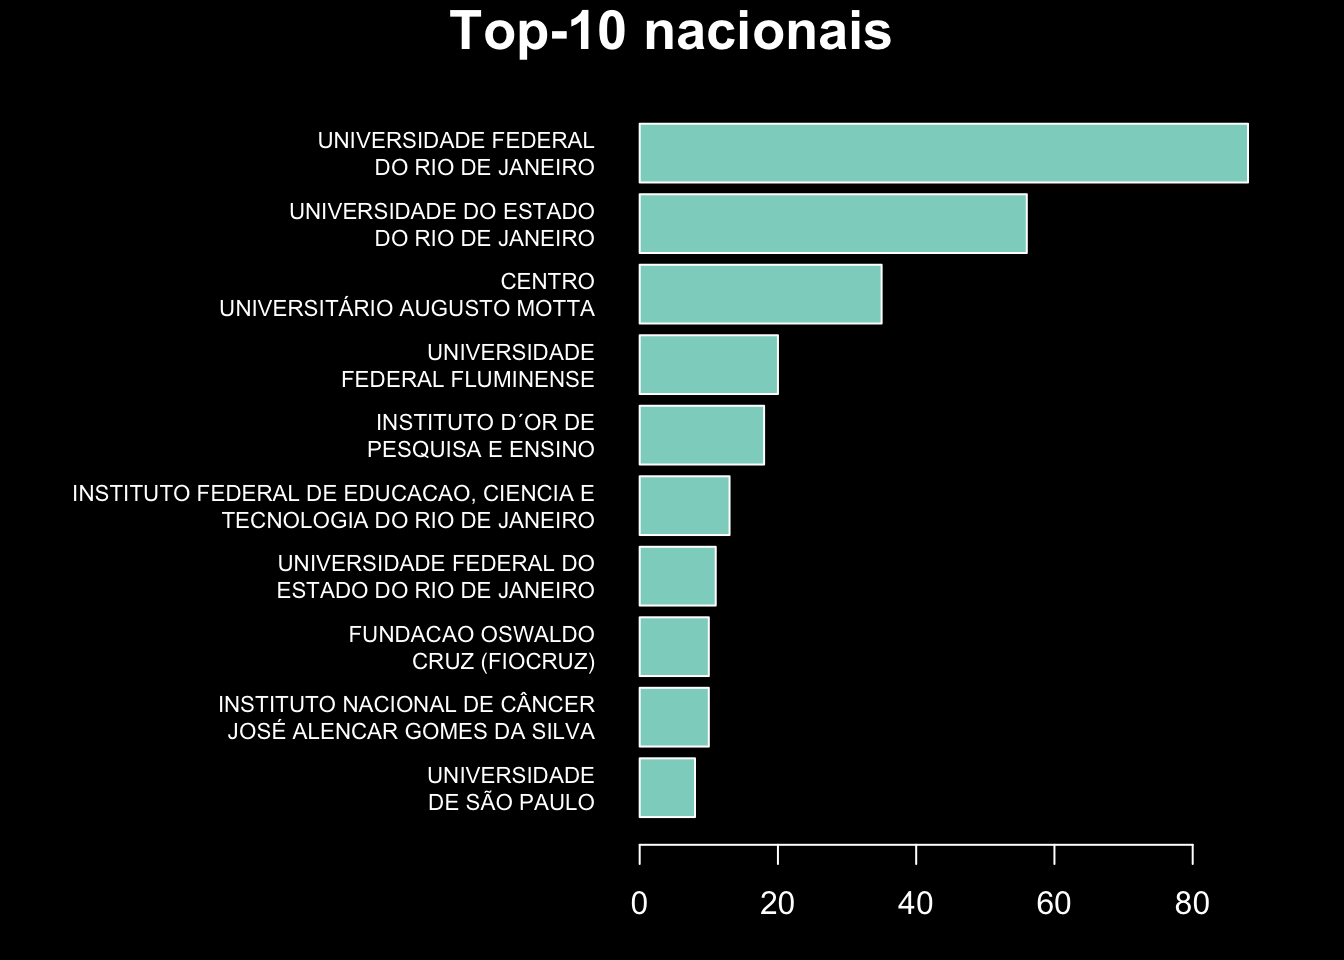 Top-10 nacionais
UNIVERSIDADE FEDERAL
DO RIO DE JANEIRO
UNIVERSIDADE DO ESTADO
DO RIO DE JANEIRO
CENTRO
UNIVERSITÁRIO AUGUSTO MOTTA
UNIVERSIDADE
FEDERAL FLUMINENSE
INSTITUTO D´OR DE
PESQUISA E ENSINO
INSTITUTO FEDERAL DE EDUCACAO, CIENCIA E
TECNOLOGIA DO RIO DE JANEIRO
UNIVERSIDADE FEDERAL DO
ESTADO DO RIO DE JANEIRO
FUNDACAO OSWALDO
CRUZ (FIOCRUZ)
INSTITUTO NACIONAL DE CÂNCER
JOSÉ ALENCAR GOMES DA SILVA
UNIVERSIDADE
DE SÃO PAULO
0 20 40 60 80